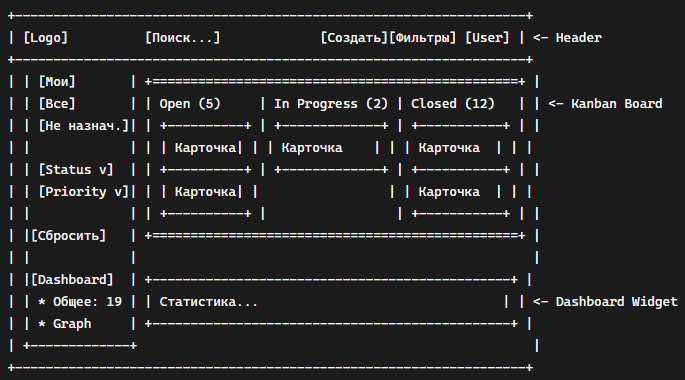 +------------------------------------------------------------------+
| [Logo]          [Поиск...]             [Создать][Фильтры] [User] | <- Header
+------------------------------------------------------------------+
| | [Мои]       | +================================================+ |
| | [Все]       | | Open (5)     | In Progress (2) | Closed (12)   | | <- Kanban Board
| | [Не назнач.]| | +----------+ | +-------------+ | +-----------+ | |
| |             | | | Карточка| | | Карточка    | | | Карточка  | | |
| | [Status v]  | | +----------+ | +-------------+ | +-----------+ | |
| | [Priority v]| | | Карточка| |                 | | Карточка  | | |
| |             | | +----------+ |                 | +-----------+ | |
| |[Сбросить]   | +================================================+ |
| |             |                                                    |
| |[Dashboard]  | +-----------------------------------------------+ |
| | * Общее: 19 | | Статистика...                                | | <- Dashboard Widget
| | * Graph     | +-----------------------------------------------+ |
| +-------------+                                                    |
+------------------------------------------------------------------+